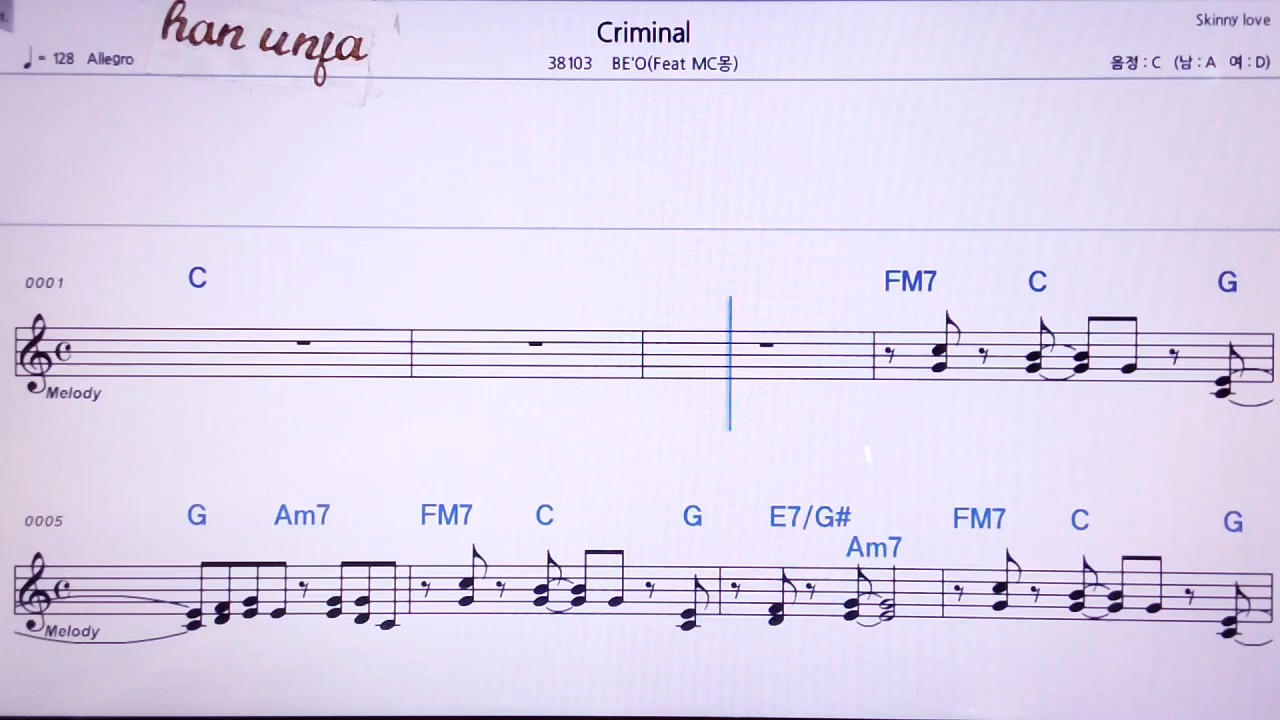 han unja
Criminal
Skinny love
♩ = 128 Allegro
38103 BE'O(Feat MC몽)
음정 : C (남 : A 여 : D)
0001
C
FM7 C G
Melody
0005
G Am7 FM7 C G E7/G# Am7 FM7 C G
Melody